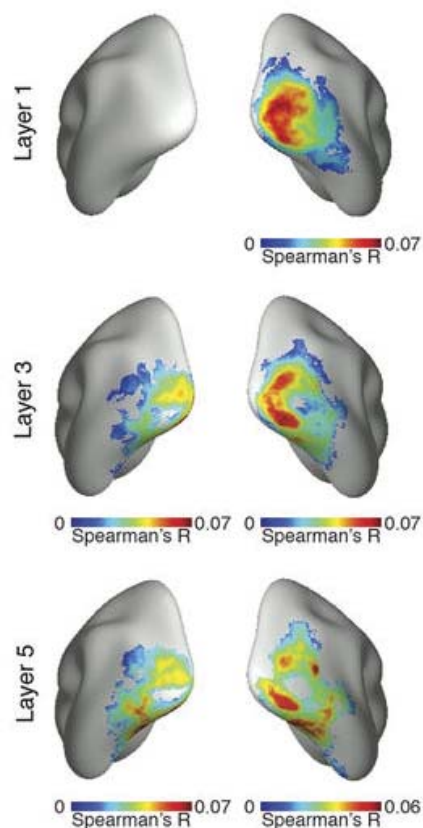 Layer 1
0 0.07
Spearman's R
Layer 3
0 0.07 0 0.07
Spearman's R Spearman's R
Layer 5
0 0.07 0 0.06
Spearman's R Spearman's R